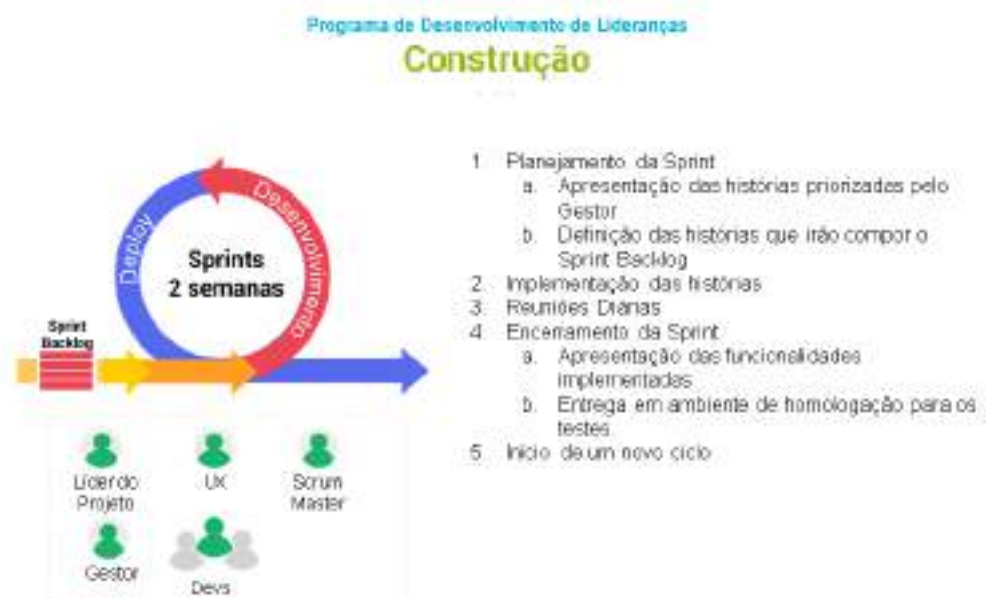 Programa de Desenvolvimento de Lideranças
Construção
Deploy
Desenvolvimento
Sprints
2 semanas
Sprint
Backlog
Líder do
Projeto
UX
Scrum
Master
Gestor
Devs
1 Planejamento da Sprint
a. Apresentação das histórias priorizadas pelo
Gestor
b. Definição das histórias que irão compor o
Sprint Backlog
2 Implementação das histórias
3 Reuniões Diárias
4 Encerramento da Sprint
a. Apresentação das funcionalidades
implementadas
b. Entrega em ambiente de homologação para os
testes
5 Início de um novo ciclo